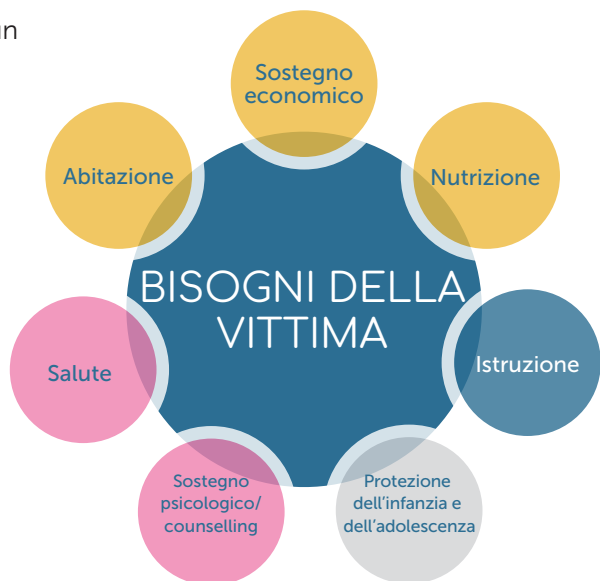 un
Sostegno
economico
Abitazione
Nutrizione
BISOGNI DELLA
VITTIMA
Salute
Istruzione
Sostegno
psicologico/
counselling
Protezione
dell'infanzia e
dell'adolescenza